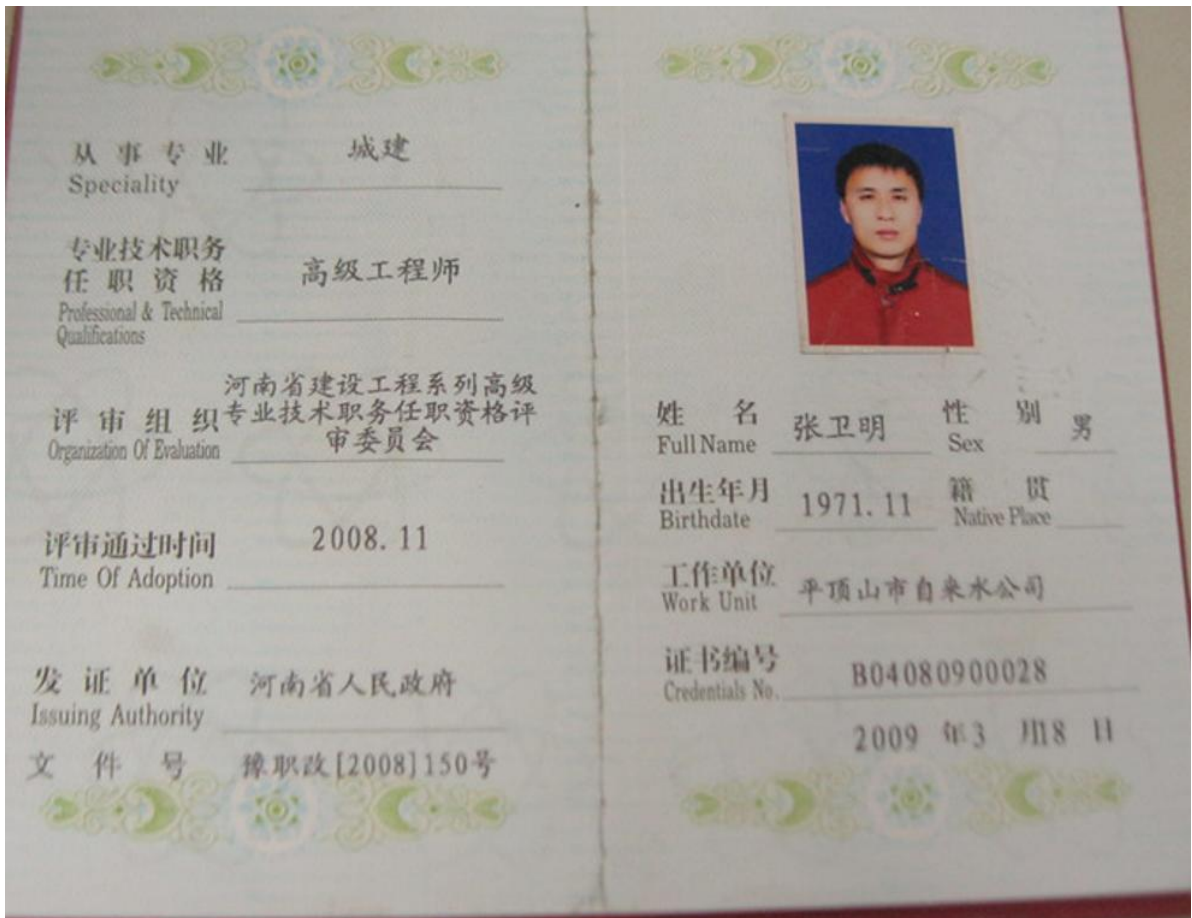 从事专业 城建
Speciality
专业技术职务
任职资格 高级工程师
Professional & Technical
Qualifications
河南省建设工程系列高级
评审组织 专业技术职务任职资格评
Organization Of Evaluation 审委员会
评审通过时间 2008.11
Time Of Adoption
发证单位 河南省人民政府
Issuing Authority
文件号 豫职改[2008]150号
姓名 张卫明 性别 男
Full Name Sex
出生年月 1971.11 籍贯
Birthdate Native Place
工作单位 平顶山市自来水公司
Work Unit
证书编号 B04080900028
Credentials No.
2009 年3 月18 日